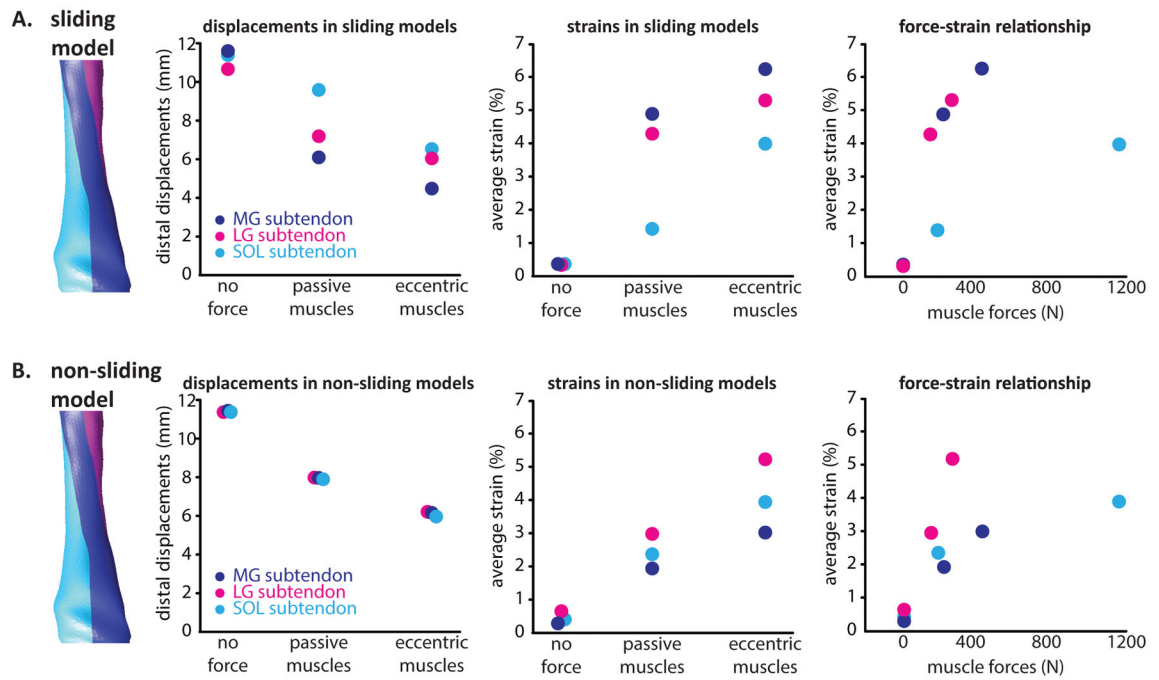 A. sliding
model
displacements in sliding models
distal displacements (mm)
12
10
8
6
4
2
0
MG subtendon
LG subtendon
SOL subtendon
no
force
passive
muscles
eccentric
muscles
strains in sliding models
average strain (%)
7
6
5
4
3
2
1
0
no
force
passive
muscles
eccentric
muscles
force-strain relationship
average strain (%)
7
6
5
4
3
2
1
0
0 400 800 1200
muscle forces (N)
B. non-sliding
model
displacements in non-sliding models
distal displacements (mm)
12
10
8
6
4
2
0
MG subtendon
LG subtendon
SOL subtendon
no
force
passive
muscles
eccentric
muscles
strains in non-sliding models
average strain (%)
7
6
5
4
3
2
1
0
no
force
passive
muscles
eccentric
muscles
force-strain relationship
average strain (%)
7
6
5
4
3
2
1
0
0 400 800 1200
muscle forces (N)